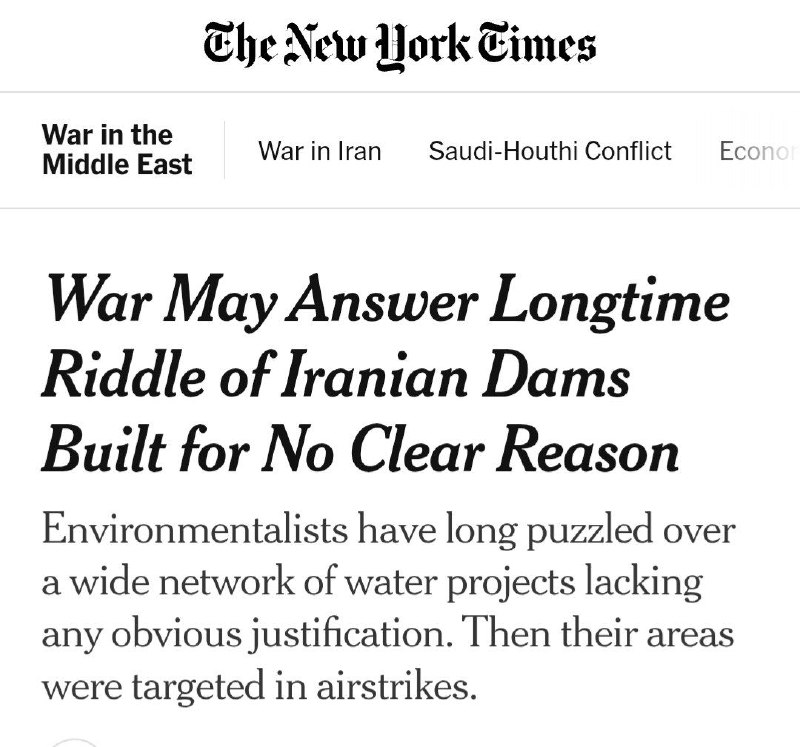 The New York Times
War in the
Middle East
War in Iran
Saudi-Houthi Conflict
Econor
War May Answer Longtime
Riddle of Iranian Dams
Built for No Clear Reason
Environmentalists have long puzzled over
a wide network of water projects lacking
any obvious justification. Then their areas
were targeted in airstrikes.